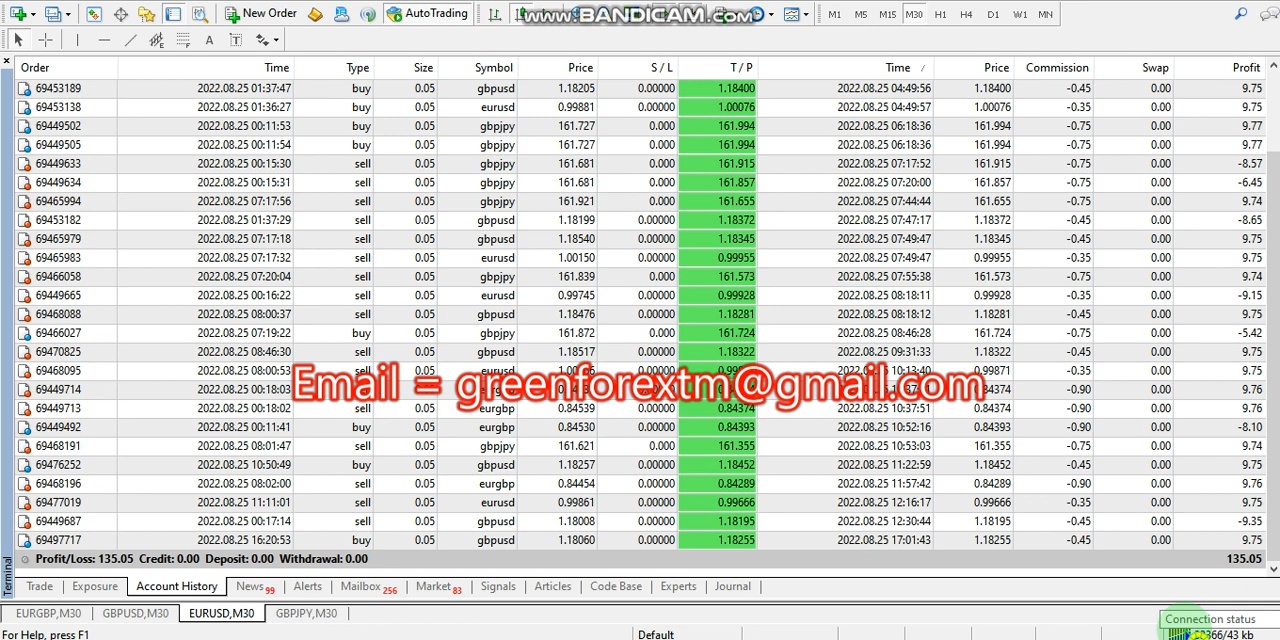 New Order AutoTrading M1 M5 M15 M30 H1 H4 D1 W1 MN
www.BANDICAM.com
A T
Order Time Type Size Symbol Price S / L T / P Time / Price Commission Swap Profit
69453189 2022.08.25 01:37:47 buy 0.05 gbpusd 1.18205 0.00000 1.18400 2022.08.25 04:49:56 1.18400 -0.45 0.00 9.75
69453138 2022.08.25 01:36:27 buy 0.05 eurusd 0.99881 0.00000 1.00076 2022.08.25 04:49:57 1.00076 -0.35 0.00 9.75
69449502 2022.08.25 00:11:53 buy 0.05 gbpjpy 161.727 0.000 161.994 2022.08.25 06:18:36 161.994 -0.75 0.00 9.77
69449505 2022.08.25 00:11:54 buy 0.05 gbpjpy 161.727 0.000 161.994 2022.08.25 06:18:36 161.994 -0.75 0.00 9.77
69449633 2022.08.25 00:15:30 sell 0.05 gbpjpy 161.681 0.000 161.915 2022.08.25 07:17:52 161.915 -0.75 0.00 -8.57
69449634 2022.08.25 00:15:31 sell 0.05 gbpjpy 161.681 0.000 161.857 2022.08.25 07:20:00 161.857 -0.75 0.00 -6.45
69465994 2022.08.25 07:17:56 sell 0.05 gbpjpy 161.921 0.000 161.655 2022.08.25 07:44:44 161.655 -0.75 0.00 9.74
69453182 2022.08.25 01:37:29 sell 0.05 gbpusd 1.18199 0.00000 1.18372 2022.08.25 07:47:17 1.18372 -0.45 0.00 -8.65
69465979 2022.08.25 07:17:18 sell 0.05 gbpusd 1.18540 0.00000 1.18345 2022.08.25 07:49:47 1.18345 -0.45 0.00 9.75
69465983 2022.08.25 07:17:32 sell 0.05 eurusd 1.00150 0.00000 0.99955 2022.08.25 07:49:47 0.99955 -0.35 0.00 9.75
69466058 2022.08.25 07:20:04 sell 0.05 gbpjpy 161.839 0.000 161.573 2022.08.25 07:55:38 161.573 -0.75 0.00 9.74
69449665 2022.08.25 00:16:22 sell 0.05 eurusd 0.99745 0.00000 0.99928 2022.08.25 08:18:11 0.99928 -0.35 0.00 -9.15
69468088 2022.08.25 08:00:37 sell 0.05 gbpusd 1.18476 0.00000 1.18281 2022.08.25 08:18:12 1.18281 -0.45 0.00 9.75
69466027 2022.08.25 07:19:22 buy 0.05 gbpjpy 161.872 0.000 161.724 2022.08.25 08:46:28 161.724 -0.75 0.00 -5.42
69470825 2022.08.25 08:46:30 sell 0.05 gbpusd 1.18517 0.00000 1.18322 2022.08.25 09:31:33 1.18322 -0.45 0.00 9.75
69468095 2022.08.25 08:00:53 0.99871 -0.35 0.00 9.75
Email = greenforextm@gmail.com
69449714 2022.08.25 00:18:03 0.84374 -0.90 0.00 9.76
69449713 2022.08.25 00:18:02 sell 0.05 eurgbp 0.84539 0.00000 0.84374 2022.08.25 10:37:51 0.84374 -0.90 0.00 9.76
69449492 2022.08.25 00:11:41 buy 0.05 eurgbp 0.84530 0.00000 0.84393 2022.08.25 10:52:16 0.84393 -0.90 0.00 -8.10
69468191 2022.08.25 08:01:47 sell 0.05 gbpjpy 161.621 0.000 161.355 2022.08.25 10:53:03 161.355 -0.75 0.00 9.74
69476252 2022.08.25 10:50:49 buy 0.05 gbpusd 1.18257 0.00000 1.18452 2022.08.25 11:22:59 1.18452 -0.45 0.00 9.75
69468196 2022.08.25 08:02:00 sell 0.05 eurgbp 0.84454 0.00000 0.84289 2022.08.25 11:57:42 0.84289 -0.90 0.00 9.76
69477019 2022.08.25 11:11:01 sell 0.05 eurusd 0.99861 0.00000 0.99666 2022.08.25 12:16:17 0.99666 -0.35 0.00 9.75
69449687 2022.08.25 00:17:14 sell 0.05 gbpusd 1.18008 0.00000 1.18195 2022.08.25 12:30:44 1.18195 -0.45 0.00 -9.35
69497717 2022.08.25 16:20:53 buy 0.05 gbpusd 1.18060 0.00000 1.18255 2022.08.25 17:01:43 1.18255 -0.45 0.00 9.75
Profit/Loss: 135.05 Credit: 0.00 Deposit: 0.00 Withdrawal: 0.00 135.05
Terminal
Trade Exposure Account History News 99 Alerts Mailbox 256 Market 83 Signals Articles Code Base Experts Journal
EURGBP,M30 GBPUSD,M30 EURUSD,M30 GBPJPY,M30
Connection status
For Help, press F1 Default 366/43 kb